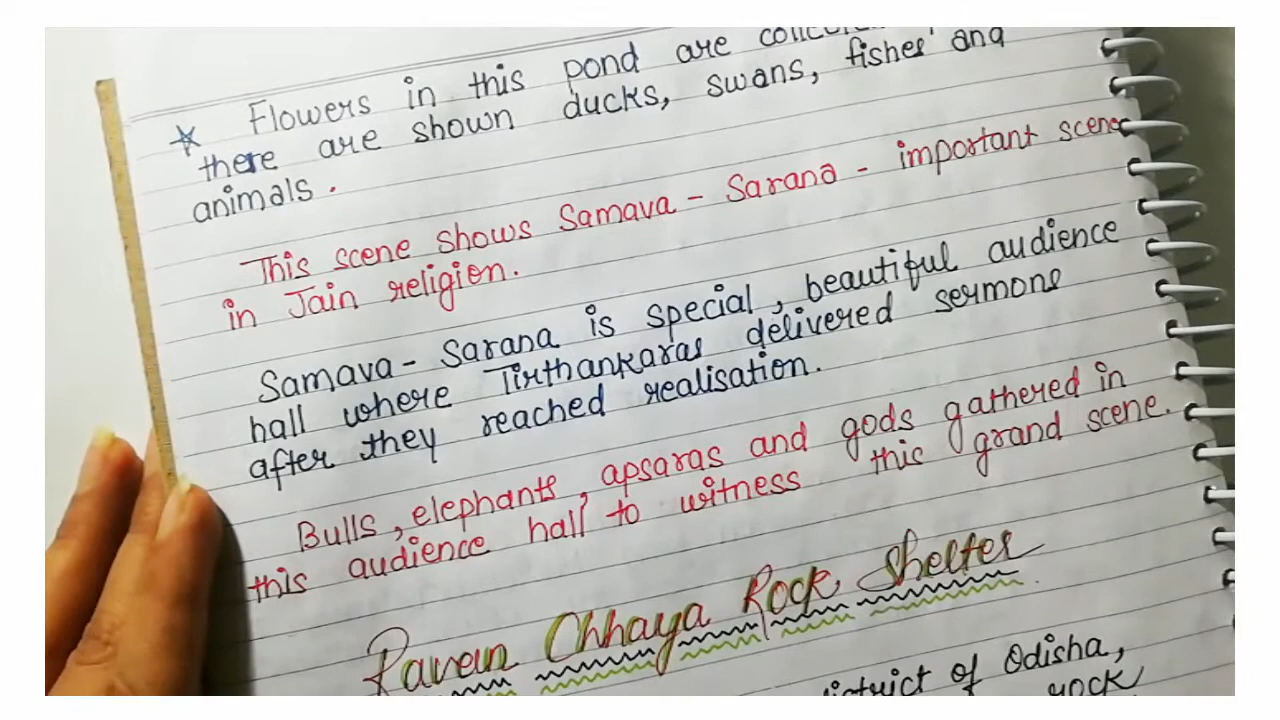 Flowers in this pond are
there are shown ducks, swans, fishes and
animals.
This scene shows Samava - Sarana - important scene
in Jain religion.
Samava - Sarana is special, beautiful audience
hall where Tirthankaras delivered sermons
after they reached realisation.
Bulls, elephants, apsaras and gods gathered in
this audience hall to witness this grand scene.
Chhaya Rock Shelter
district of Odisha,
rock